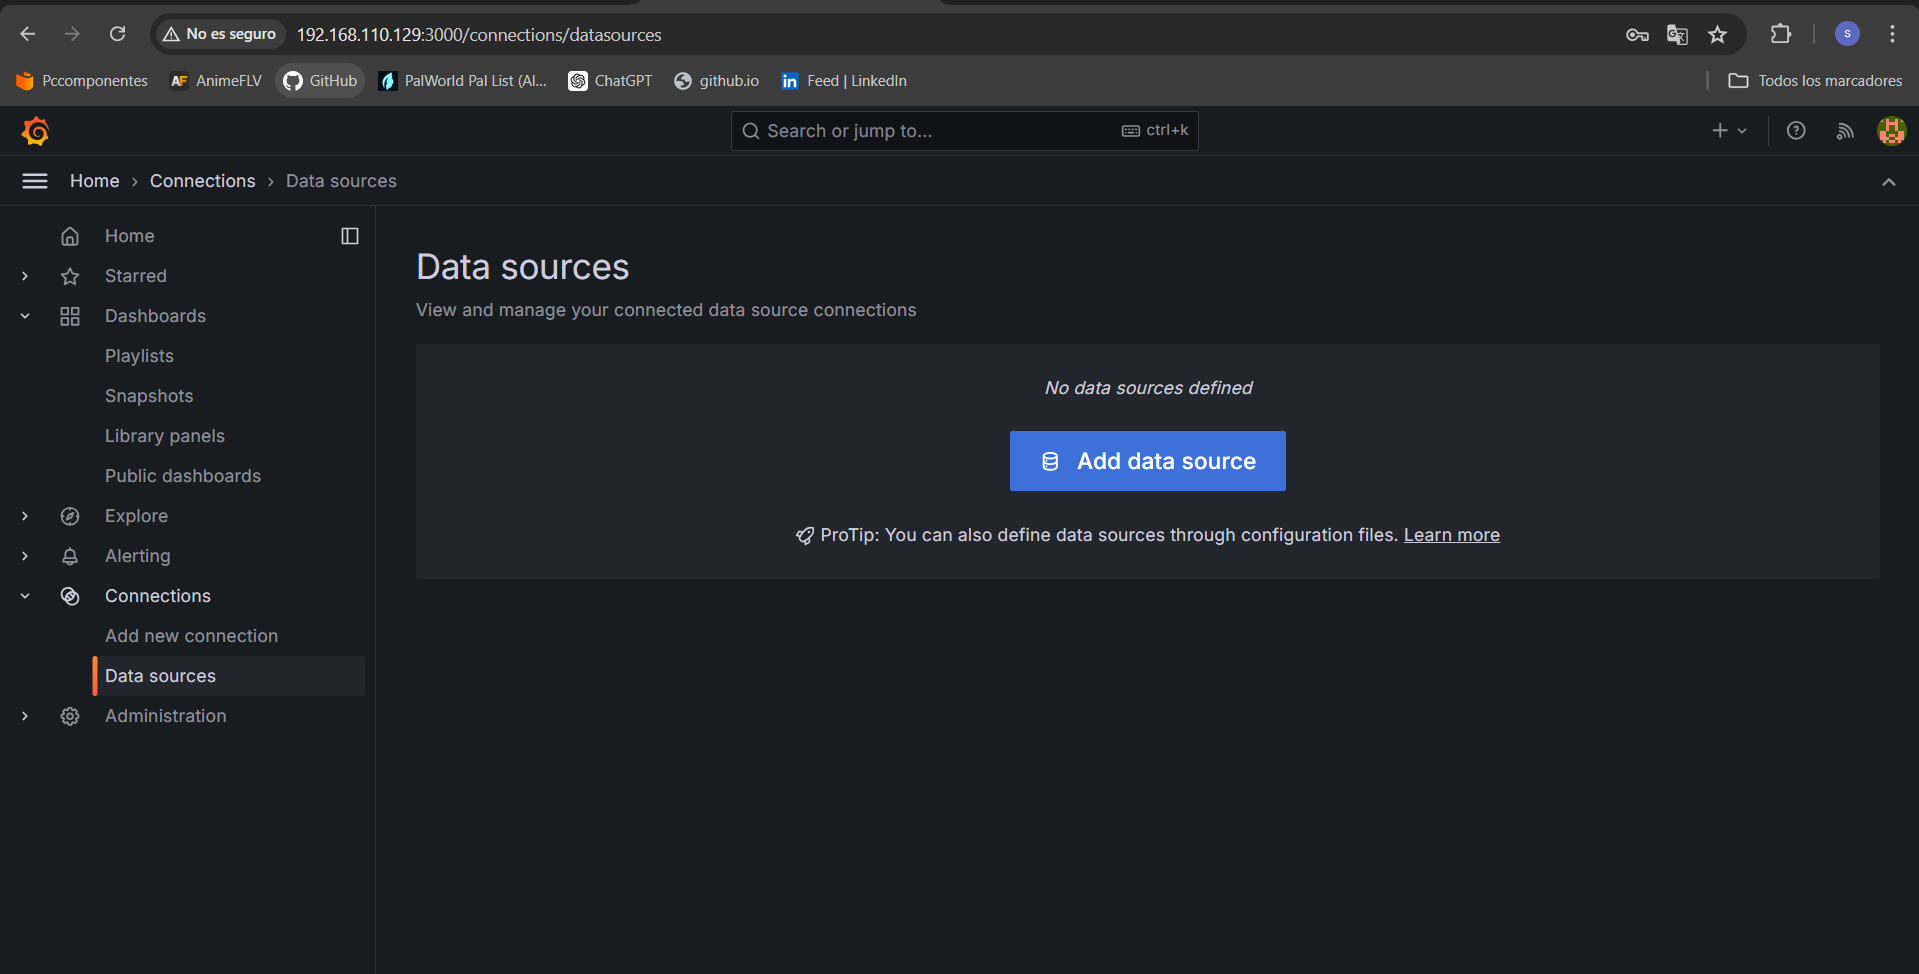 No es seguro
192.168.110.129:3000/connections/datasources
S
Pccomponentes
AF AnimeFLV
GitHub
PalWorld Pal List (Al...
ChatGPT
github.io
in Feed | LinkedIn
Todos los marcadores
Search or jump to...
ctrl+k
Home › Connections › Data sources
Home
Starred
Dashboards
Playlists
Snapshots
Library panels
Public dashboards
Explore
Alerting
Connections
Add new connection
Data sources
Administration
Data sources
View and manage your connected data source connections
No data sources defined
Add data source
ProTip: You can also define data sources through configuration files. Learn more